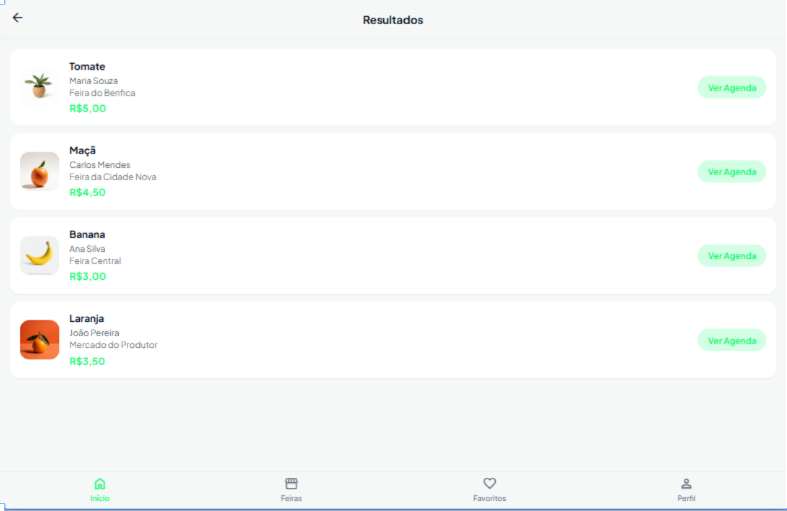 Resultados
Tomate
Maria Souza
Feira do Benfica
R$5,00
Ver Agenda
Maçã
Carlos Mendes
Feira da Cidade Nova
R$4,50
Ver Agenda
Banana
Ana Silva
Feira Central
R$3,00
Ver Agenda
Laranja
João Pereira
Mercado do Produtor
R$3,50
Ver Agenda
Início
Feiras
Favoritos
Perfil